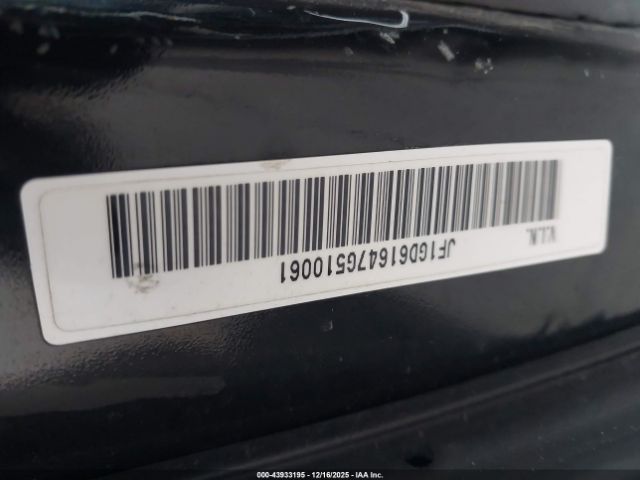 V.I.N.
JF1GD61647G510061
000-43933195 - 12/16/2025 - IAA Inc.